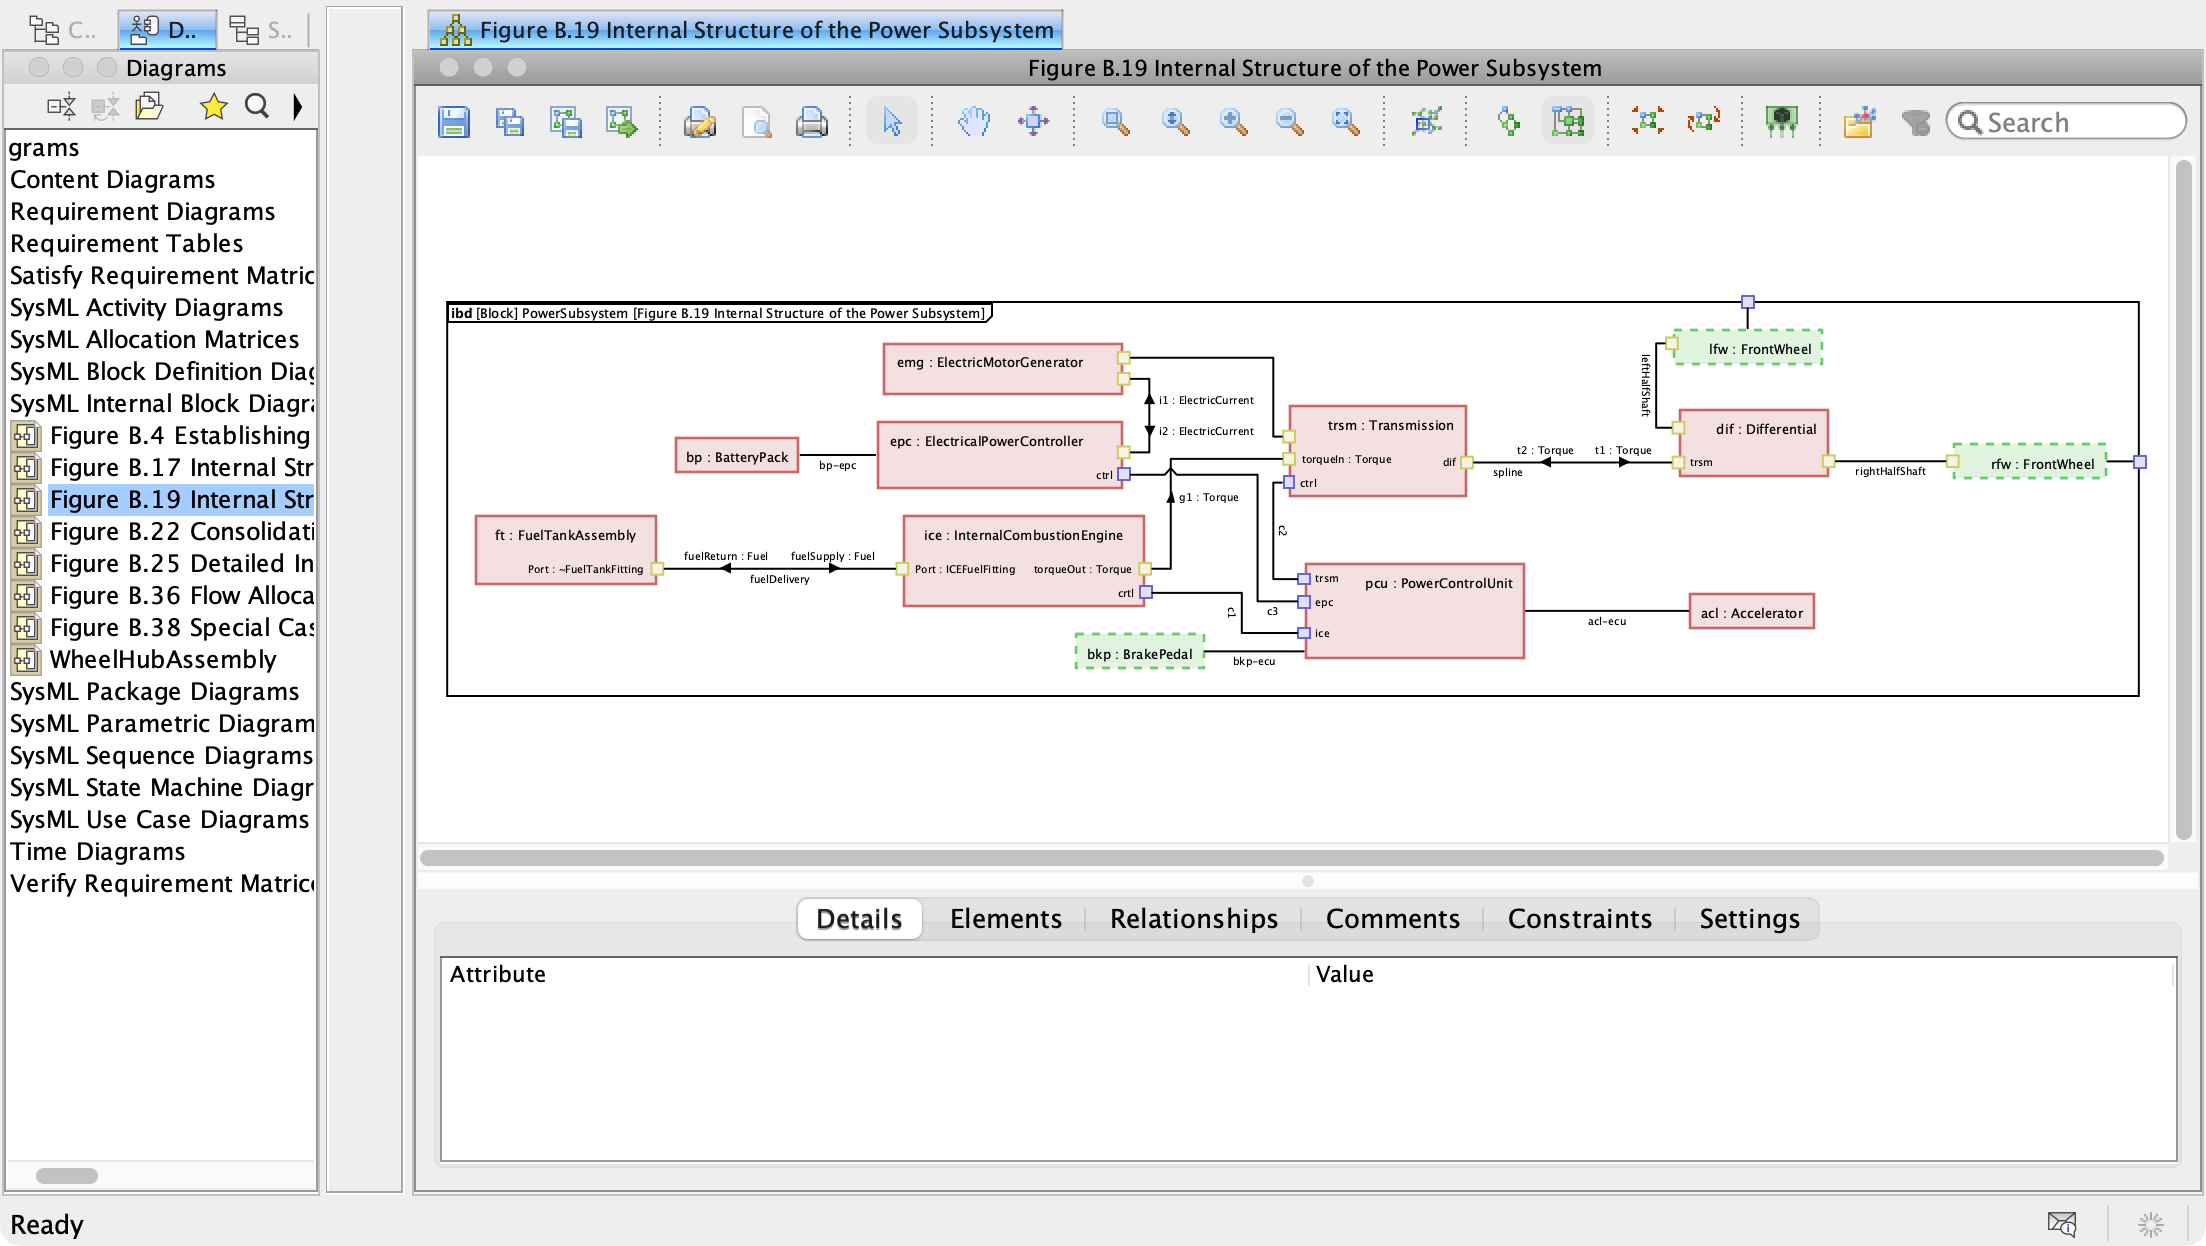 C..
D..
S..
Figure B.19 Internal Structure of the Power Subsystem
Diagrams
Figure B.19 Internal Structure of the Power Subsystem
Search
grams
Content Diagrams
Requirement Diagrams
Requirement Tables
Satisfy Requirement Matric
SysML Activity Diagrams
SysML Allocation Matrices
SysML Block Definition Diag
SysML Internal Block Diagra
Figure B.4 Establishing
Figure B.17 Internal Str
Figure B.19 Internal Str
Figure B.22 Consolidati
Figure B.25 Detailed In
Figure B.36 Flow Alloca
Figure B.38 Special Cas
WheelHubAssembly
SysML Package Diagrams
SysML Parametric Diagram
SysML Sequence Diagrams
SysML State Machine Diagr
SysML Use Case Diagrams
Time Diagrams
Verify Requirement Matrice
ibd [Block] PowerSubsystem [Figure B.19 Internal Structure of the Power Subsystem]
emg : ElectricMotorGenerator
i1 : ElectricCurrent
i2 : ElectricCurrent
epc : ElectricalPowerController
ctrl
bp : BatteryPack
bp-epc
trsm : Transmission
torqueIn : Torque
dif
ctrl
g1 : Torque
t2 : Torque
t1 : Torque
spline
leftHalfShaft
lfw : FrontWheel
dif : Differential
trsm
rightHalfShaft
rfw : FrontWheel
ft : FuelTankAssembly
Port : ~FuelTankFitting
fuelReturn : Fuel
fuelSupply : Fuel
fuelDelivery
ice : InternalCombustionEngine
Port : ICEFuelFitting
torqueOut : Torque
crtl
c2
c1
c3
trsm
pcu : PowerControlUnit
epc
ice
acl-ecu
acl : Accelerator
bkp : BrakePedal
bkp-ecu
Details
Elements
Relationships
Comments
Constraints
Settings
Attribute
Value
Ready